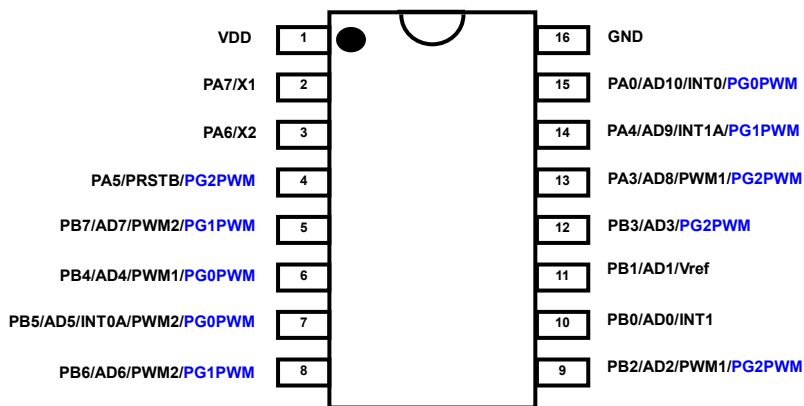 VDD 1 16 GND
PA7/X1 2 15 PA0/AD10/INT0/PG0PWM
PA6/X2 3 14 PA4/AD9/INT1A/PG1PWM
PA5/PRSTB/PG2PWM 4 13 PA3/AD8/PWM1/PG2PWM
PB7/AD7/PWM2/PG1PWM 5 12 PB3/AD3/PG2PWM
PB4/AD4/PWM1/PG0PWM 6 11 PB1/AD1/Vref
PB5/AD5/INT0A/PWM2/PG0PWM 7 10 PB0/AD0/INT1
PB6/AD6/PWM2/PG1PWM 8 9 PB2/AD2/PWM1/PG2PWM